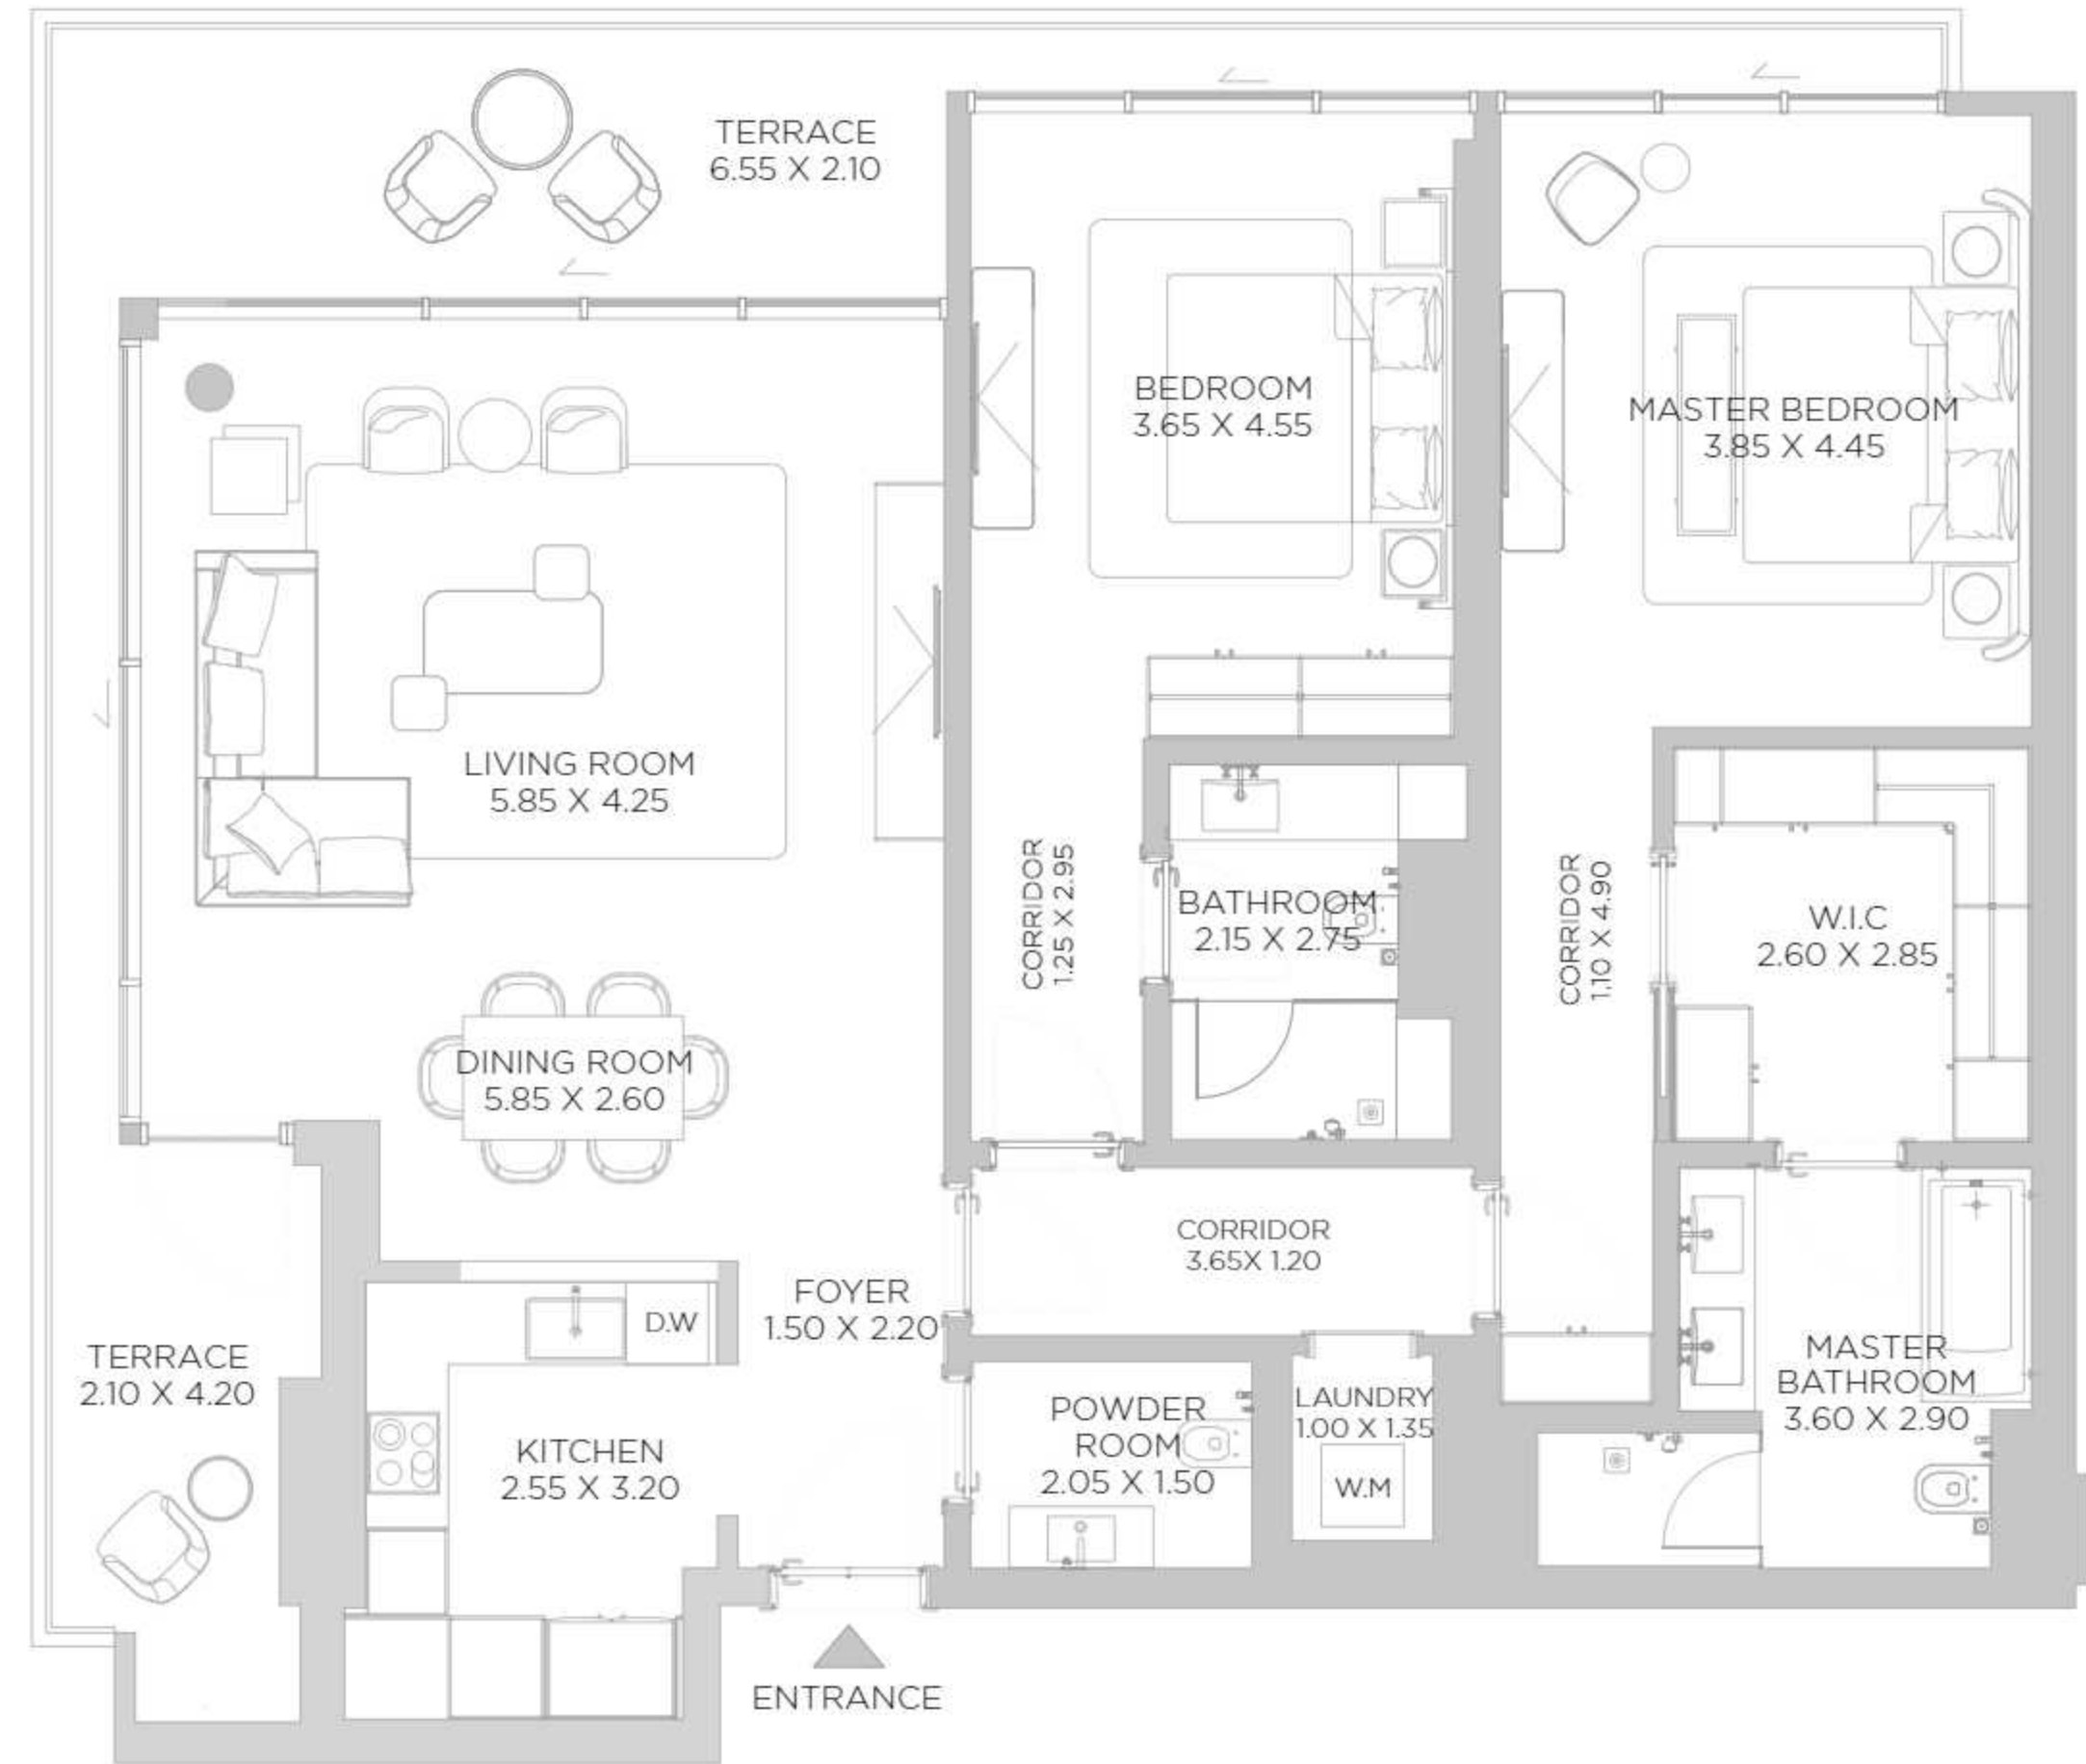 TERRACE
6.55 X 2.10
BEDROOM
3.65 X 4.55
MASTER BEDROOM
3.85 X 4.45
LIVING ROOM
5.85 X 4.25
CORRIDOR
1.25 X 2.95
BATHROOM
2.15 X 2.75
CORRIDOR
1.10 X 4.90
W.I.C
2.60 X 2.85
DINING ROOM
5.85 X 2.60
CORRIDOR
3.65X 1.20
FOYER
1.50 X 2.20
D.W
TERRACE
2.10 X 4.20
MASTER
BATHROOM
3.60 X 2.90
POWDER
ROOM
2.05 X 1.50
LAUNDRY
1.00 X 1.35
W.M
KITCHEN
2.55 X 3.20
ENTRANCE